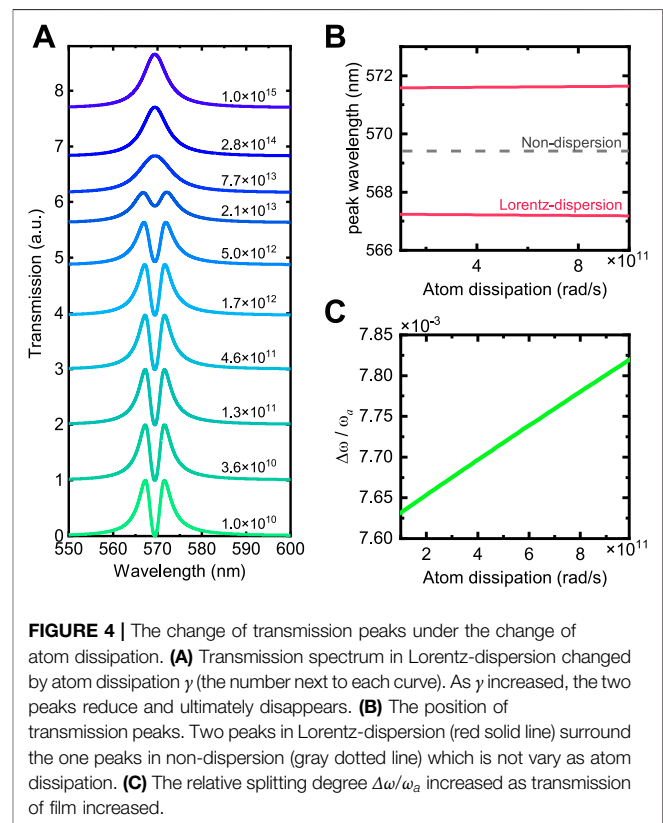 A
8
7
6
5
4
3
2
1
0
Transmission (a.u.)
1.0×10¹⁵
2.8×10¹⁴
7.7×10¹³
2.1×10¹³
5.0×10¹²
1.7×10¹²
4.6×10¹¹
1.3×10¹¹
3.6×10¹⁰
1.0×10¹⁰
550 560 570 580 590 600
Wavelength (nm)
B
peak wavelength (nm)
572
570
568
566
Non-dispersion
Lorentz-dispersion
4 8 ×10¹¹
Atom dissipation (rad/s)
C
×10⁻³
7.85
7.80
7.75
7.70
7.65
7.60
Δω / ωₐ
2 4 6 8 ×10¹¹
Atom dissipation (rad/s)
FIGURE 4 | The change of transmission peaks under the change of
atom dissipation. (A) Transmission spectrum in Lorentz-dispersion changed
by atom dissipation γ (the number next to each curve). As γ increased, the two
peaks reduce and ultimately disappears. (B) The position of
transmission peaks. Two peaks in Lorentz-dispersion (red solid line) surround
the one peaks in non-dispersion (gray dotted line) which is not vary as atom
dissipation. (C) The relative splitting degree Δω/ωₐ increased as transmission
of film increased.